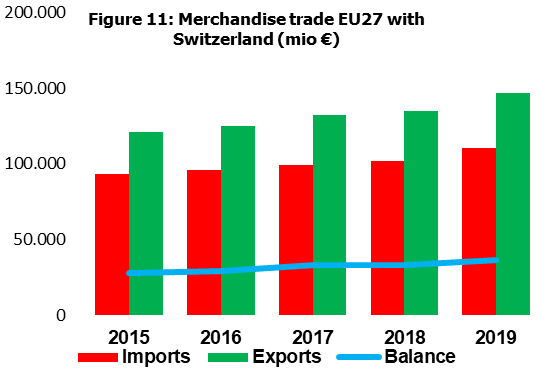 Figure 11: Merchandise trade EU27 with
Switzerland (mio €)
200.000
150.000
100.000
50.000
0
2015 2016 2017 2018 2019
Imports Exports Balance